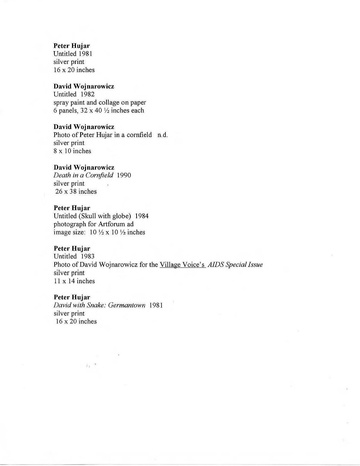 Peter Hujar
Untitled 1981
silver print
16 x 20 inches
David Wojnarowicz
Untitled 1982
spray paint and collage on paper
6 panels, 32 x 40 ½ inches each
David Wojnarowicz
Photo of Peter Hujar in a cornfield n.d.
silver print
8 x 10 inches
David Wojnarowicz
Death in a Cornfield 1990
silver print
26 x 38 inches
Peter Hujar
Untitled (Skull with globe) 1984
photograph for Artforum ad
image size: 10 ½ x 10 ½ inches
Peter Hujar
Untitled 1983
Photo of David Wojnarowicz for the Village Voice's AIDS Special Issue
silver print
11 x 14 inches
Peter Hujar
David with Snake: Germantown 1981
silver print
16 x 20 inches